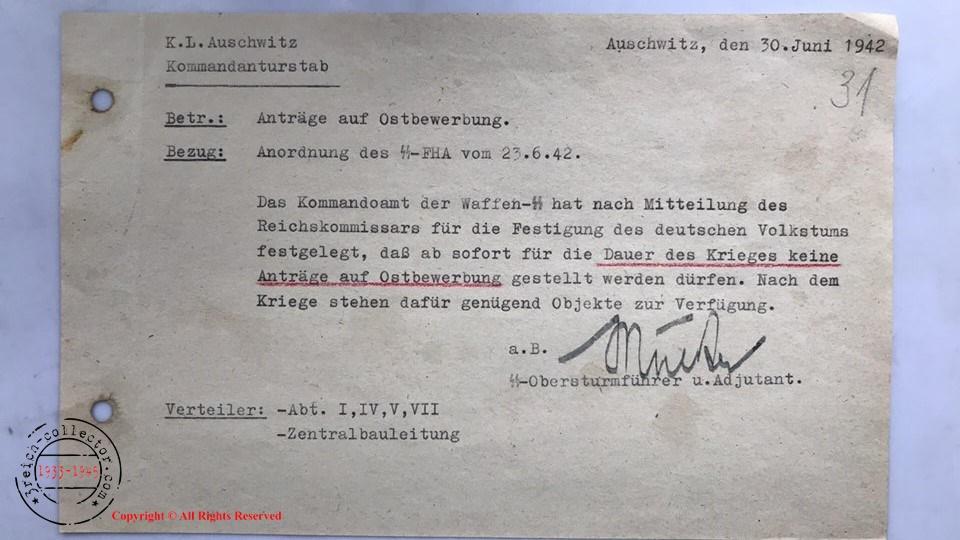 K.L.Auschwitz
Kommandanturstab
Auschwitz, den 30.Juni 1942
31
Betr.: Anträge auf Ostbewerbung.
Bezug: Anordnung des ᛋᛋ-FHA vom 23.6.42.
Das Kommandoamt der Waffen-ᛋᛋ hat nach Mitteilung des
Reichskommissars für die Festigung des deutschen Volkstums
festgelegt, daß ab sofort für die Dauer des Krieges keine
Anträge auf Ostbewerbung gestellt werden dürfen. Nach dem
Kriege stehen dafür genügend Objekte zur Verfügung.
a.B.
ᛋᛋ-Obersturmführer u.Adjutant.
Verteiler: -Abt. I,IV,V,VII
-Zentralbauleitung
3reich-collector.com
1933-1945
Copyright © All Rights Reserved